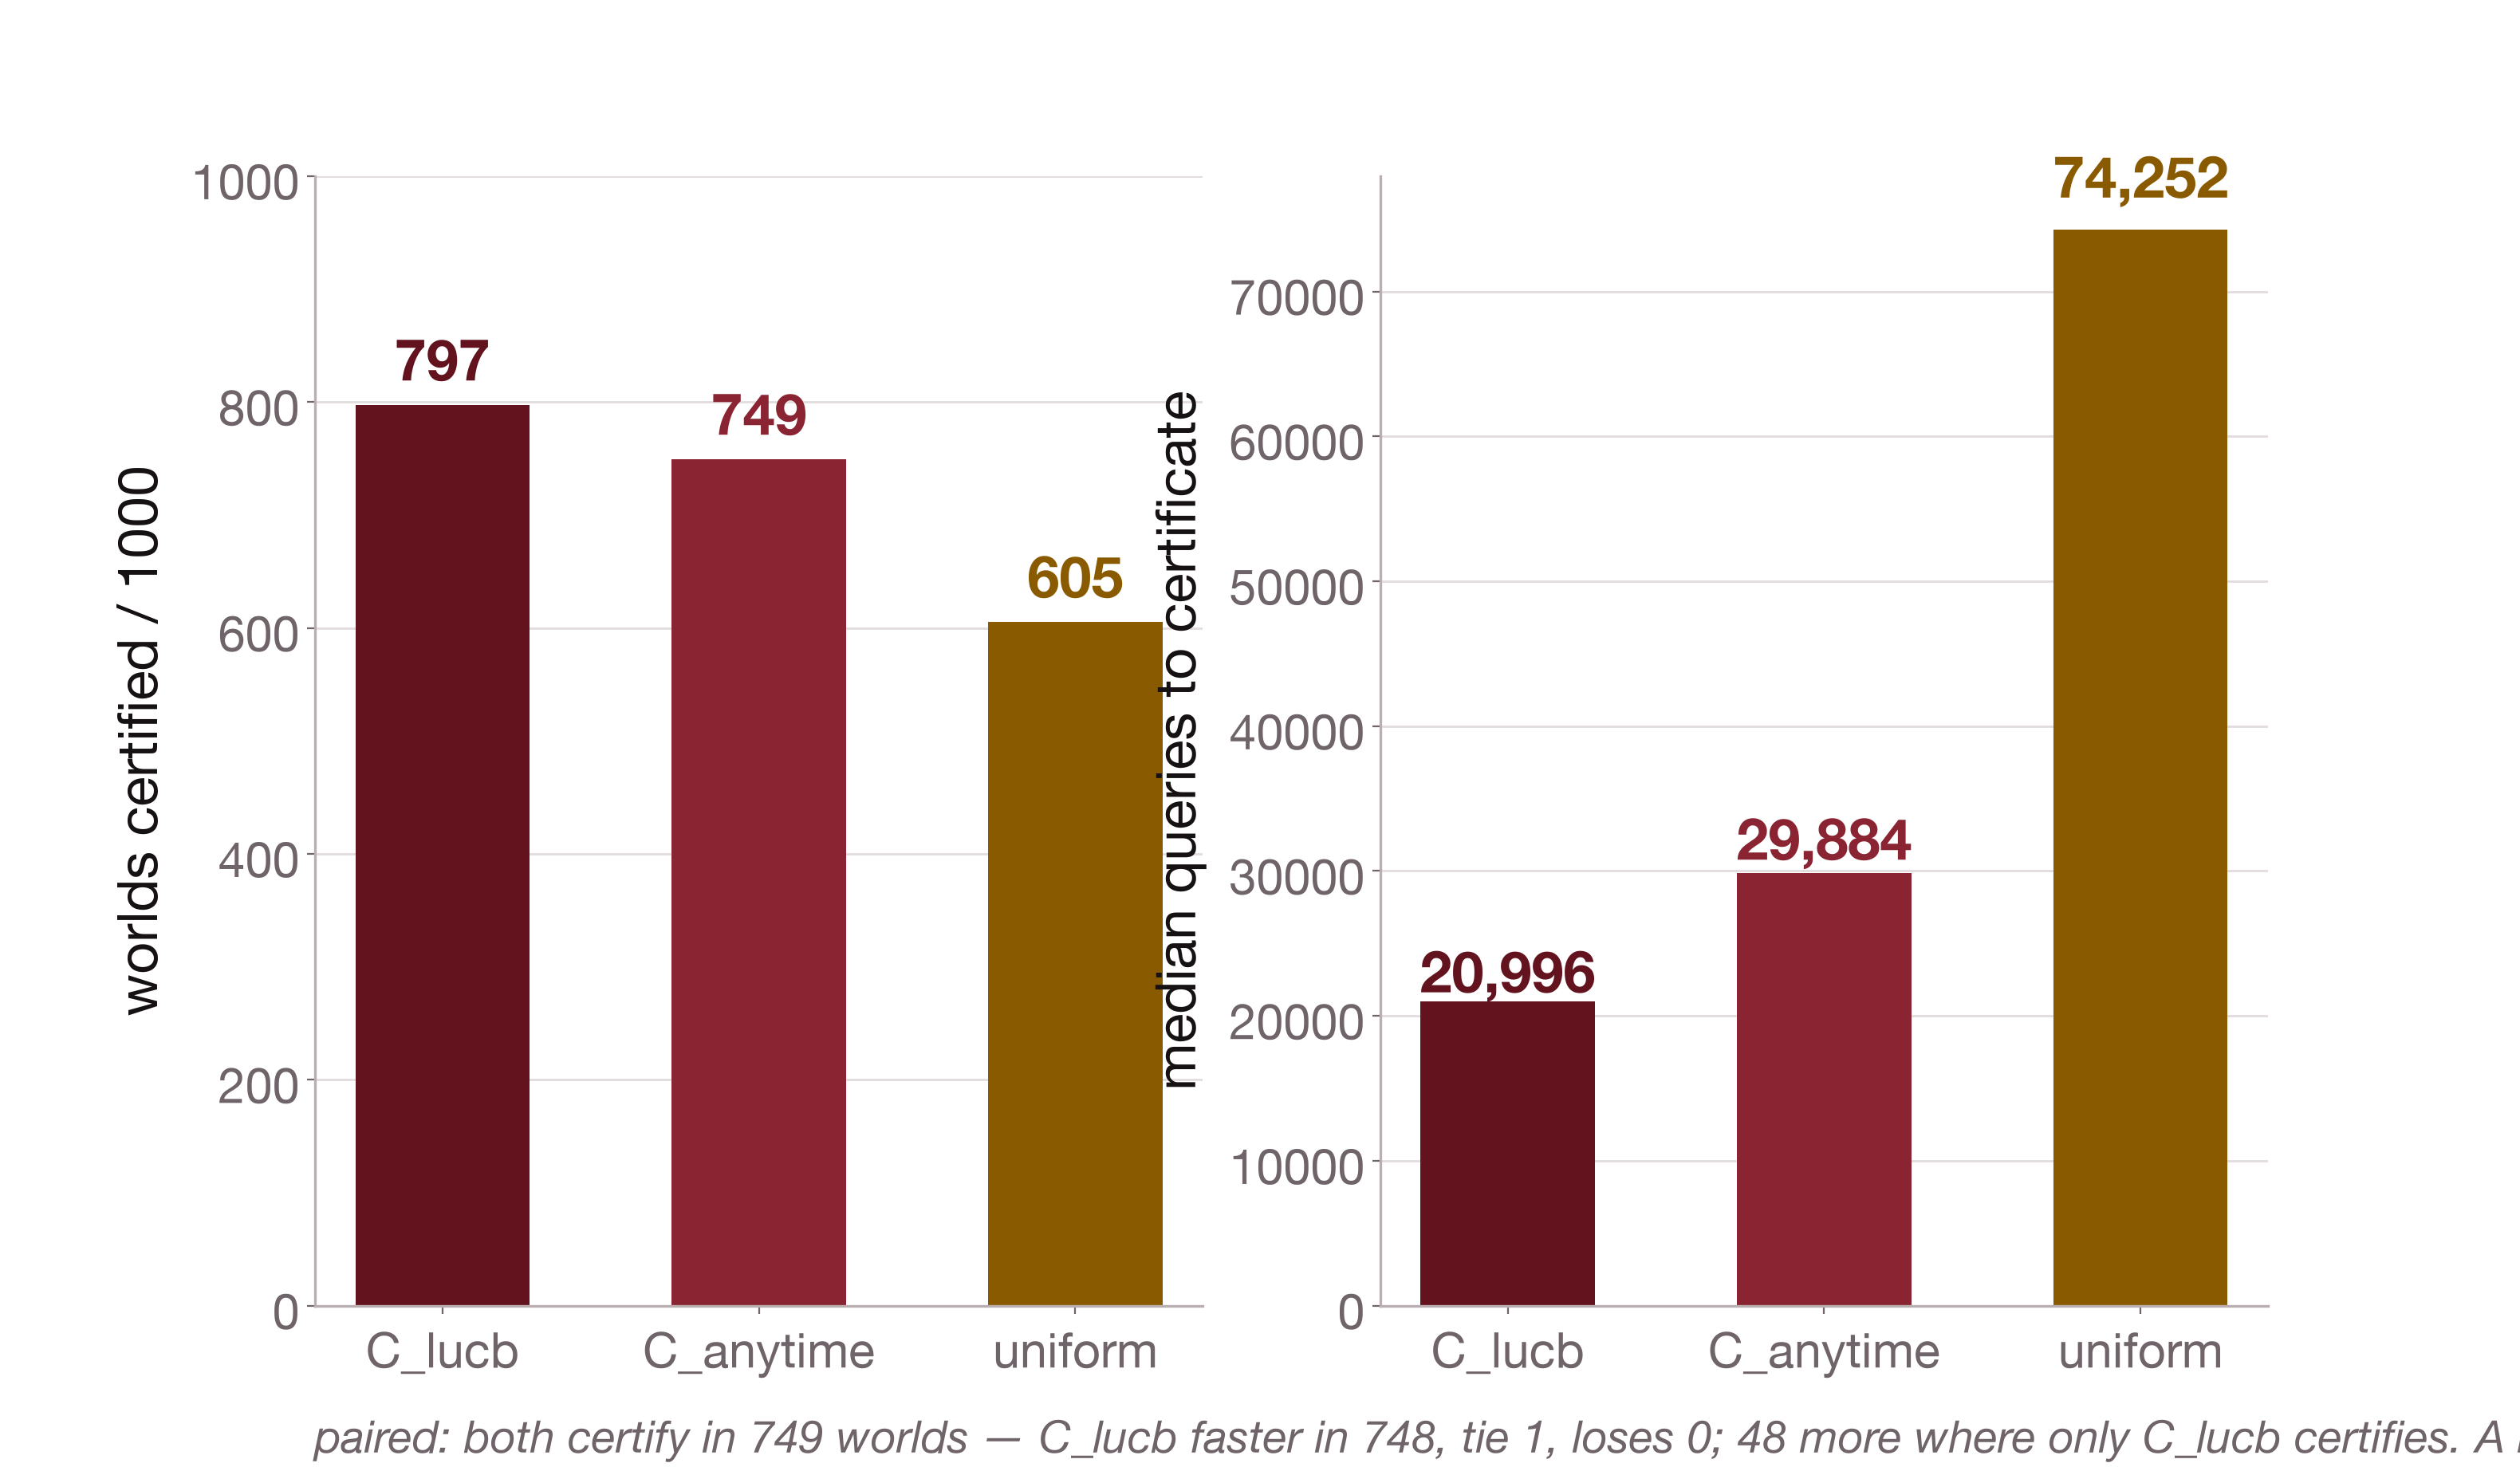 worlds certified / 1000
1000
800
600
400
200
0
797
749
605
C_lucb
C_anytime
uniform
median queries to certificate
70000
60000
50000
40000
30000
20000
10000
0
20,996
29,884
74,252
C_lucb
C_anytime
uniform
paired: both certify in 749 worlds — C_lucb faster in 748, tie 1, loses 0; 48 more where only C_lucb certifies. A